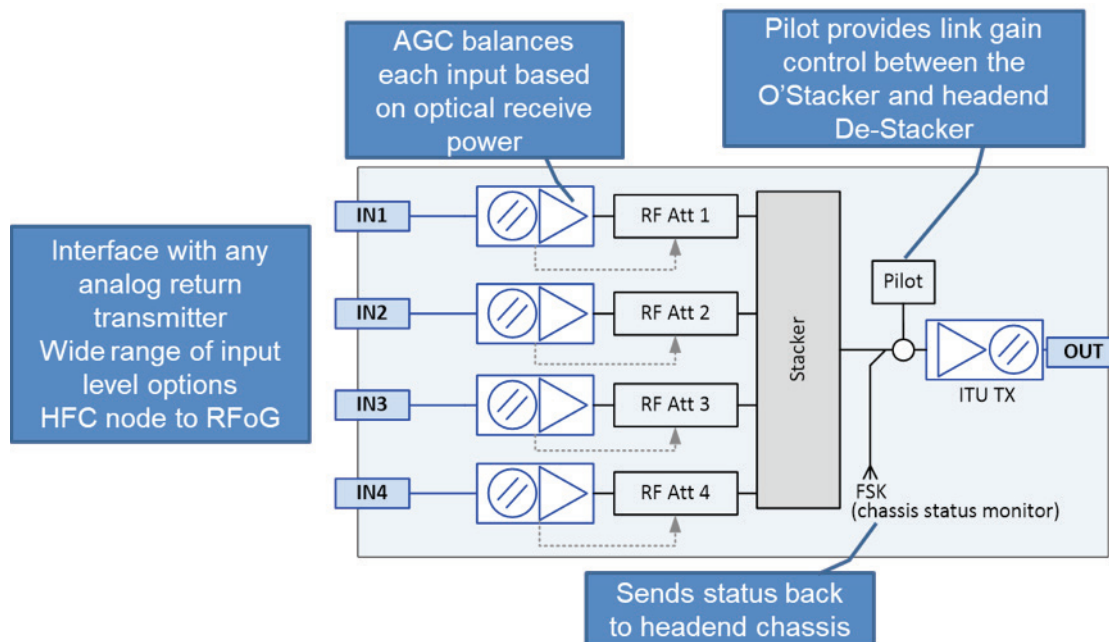 AGC balances
each input based
on optical receive
power
Pilot provides link gain
control between the
O'Stacker and headend
De-Stacker
Interface with any
analog return
transmitter
Wide range of input
level options
HFC node to RFoG
IN1
RF Att 1
IN2
RF Att 2
IN3
RF Att 3
IN4
RF Att 4
Stacker
Pilot
ITU TX
OUT
FSK
(chassis status monitor)
Sends status back
to headend chassis